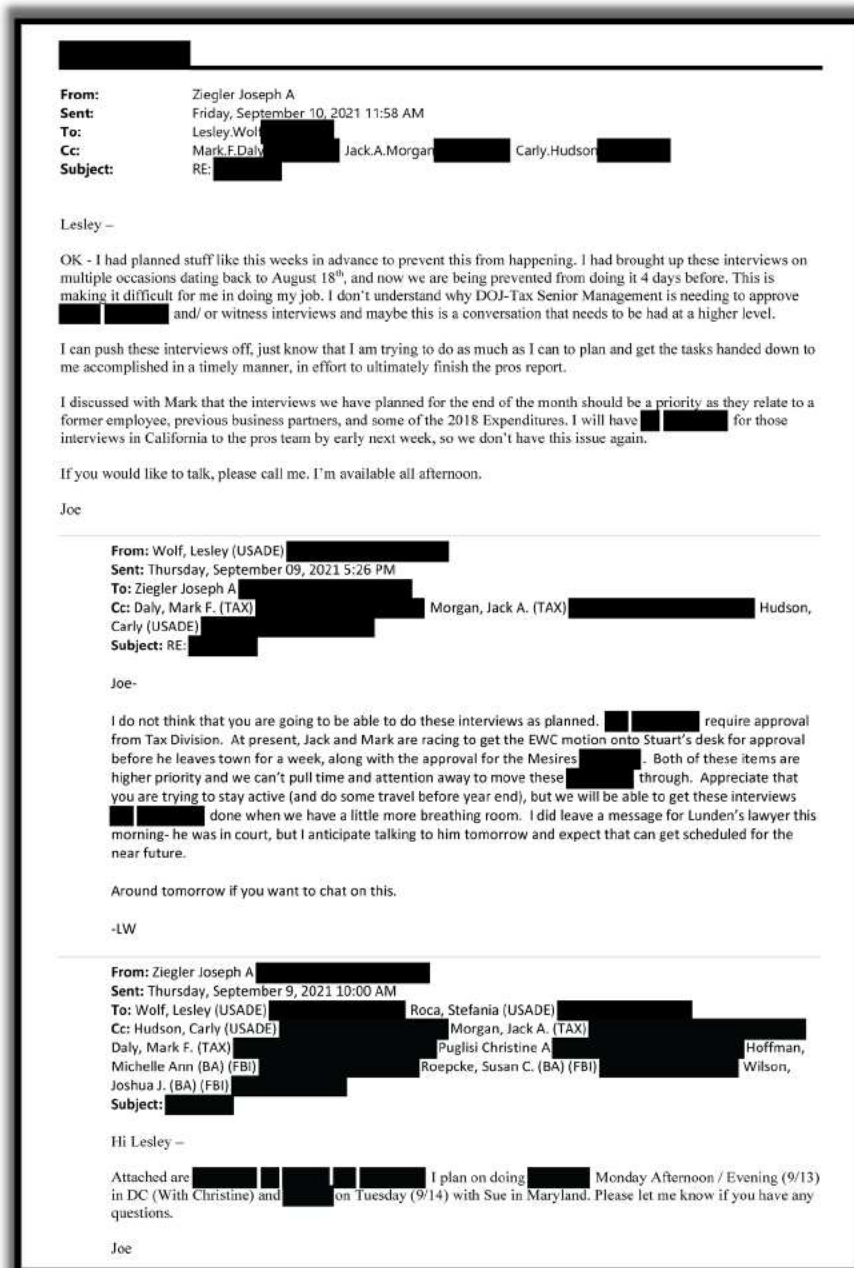 From: Ziegler Joseph A
Sent: Friday, September 10, 2021 11:58 AM
To: Lesley.Wolf
Cc: Mark.F.Daly Jack.A.Morgan Carly.Hudson
Subject: RE:
Lesley –
OK - I had planned stuff like this weeks in advance to prevent this from happening. I had brought up these interviews on
multiple occasions dating back to August 18th, and now we are being prevented from doing it 4 days before. This is
making it difficult for me in doing my job. I don't understand why DOJ-Tax Senior Management is needing to approve
and/ or witness interviews and maybe this is a conversation that needs to be had at a higher level.
I can push these interviews off, just know that I am trying to do as much as I can to plan and get the tasks handed down to
me accomplished in a timely manner, in effort to ultimately finish the pros report.
I discussed with Mark that the interviews we have planned for the end of the month should be a priority as they relate to a
former employee, previous business partners, and some of the 2018 Expenditures. I will have for those
interviews in California to the pros team by early next week, so we don't have this issue again.
If you would like to talk, please call me. I'm available all afternoon.
Joe
From: Wolf, Lesley (USADE)
Sent: Thursday, September 09, 2021 5:26 PM
To: Ziegler Joseph A
Cc: Daly, Mark F. (TAX) Morgan, Jack A. (TAX) Hudson,
Carly (USADE)
Subject: RE:
Joe-
I do not think that you are going to be able to do these interviews as planned. require approval
from Tax Division. At present, Jack and Mark are racing to get the EWC motion onto Stuart's desk for approval
before he leaves town for a week, along with the approval for the Mesires . Both of these items are
higher priority and we can't pull time and attention away to move these through. Appreciate that
you are trying to stay active (and do some travel before year end), but we will be able to get these interviews
done when we have a little more breathing room. I did leave a message for Lunden's lawyer this
morning- he was in court, but I anticipate talking to him tomorrow and expect that can get scheduled for the
near future.
Around tomorrow if you want to chat on this.
-LW
From: Ziegler Joseph A
Sent: Thursday, September 9, 2021 10:00 AM
To: Wolf, Lesley (USADE) Roca, Stefania (USADE)
Cc: Hudson, Carly (USADE) Morgan, Jack A. (TAX)
Daly, Mark F. (TAX) Puglisi Christine A Hoffman,
Michelle Ann (BA) (FBI) Roepcke, Susan C. (BA) (FBI) Wilson,
Joshua J. (BA) (FBI)
Subject:
Hi Lesley –
Attached are I plan on doing Monday Afternoon / Evening (9/13)
in DC (With Christine) and on Tuesday (9/14) with Sue in Maryland. Please let me know if you have any
questions.
Joe